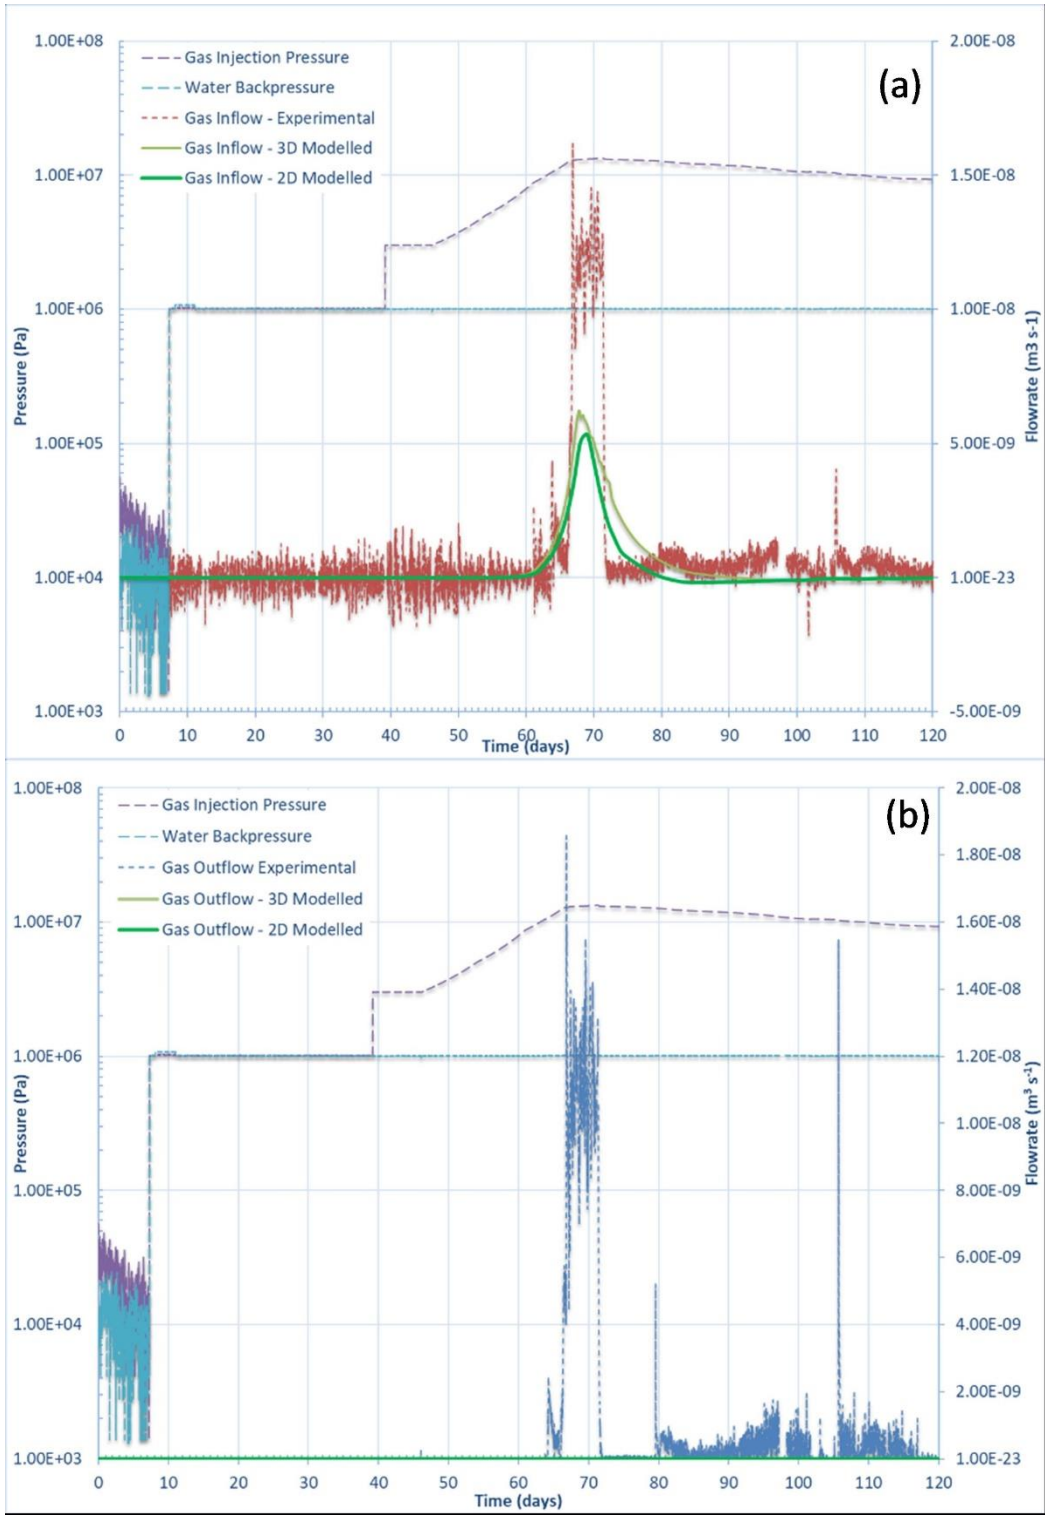 1.00E+08
2.00E-08
Gas Injection Pressure
(a)
Water Backpressure
Gas Inflow - Experimental
Gas Inflow - 3D Modelled
Gas Inflow - 2D Modelled
1.00E+07
1.50E-08
1.00E+06
1.00E-08
Pressure (Pa)
Flowrate (m3 s-1)
1.00E+05
5.00E-09
1.00E+04
1.00E-23
1.00E+03
-5.00E-09
0 10 20 30 40 50 60 70 80 90 100 110 120
Time (days)
1.00E+08
2.00E-08
Gas Injection Pressure
(b)
Water Backpressure
Gas Outflow Experimental
Gas Outflow - 3D Modelled
Gas Outflow - 2D Modelled
1.80E-08
1.00E+07
1.60E-08
1.40E-08
1.00E+06
1.20E-08
Pressure (Pa)
Flowrate (m³ s⁻¹)
1.00E-08
1.00E+05
8.00E-09
6.00E-09
1.00E+04
4.00E-09
2.00E-09
1.00E+03
1.00E-23
0 10 20 30 40 50 60 70 80 90 100 110 120
Time (days)